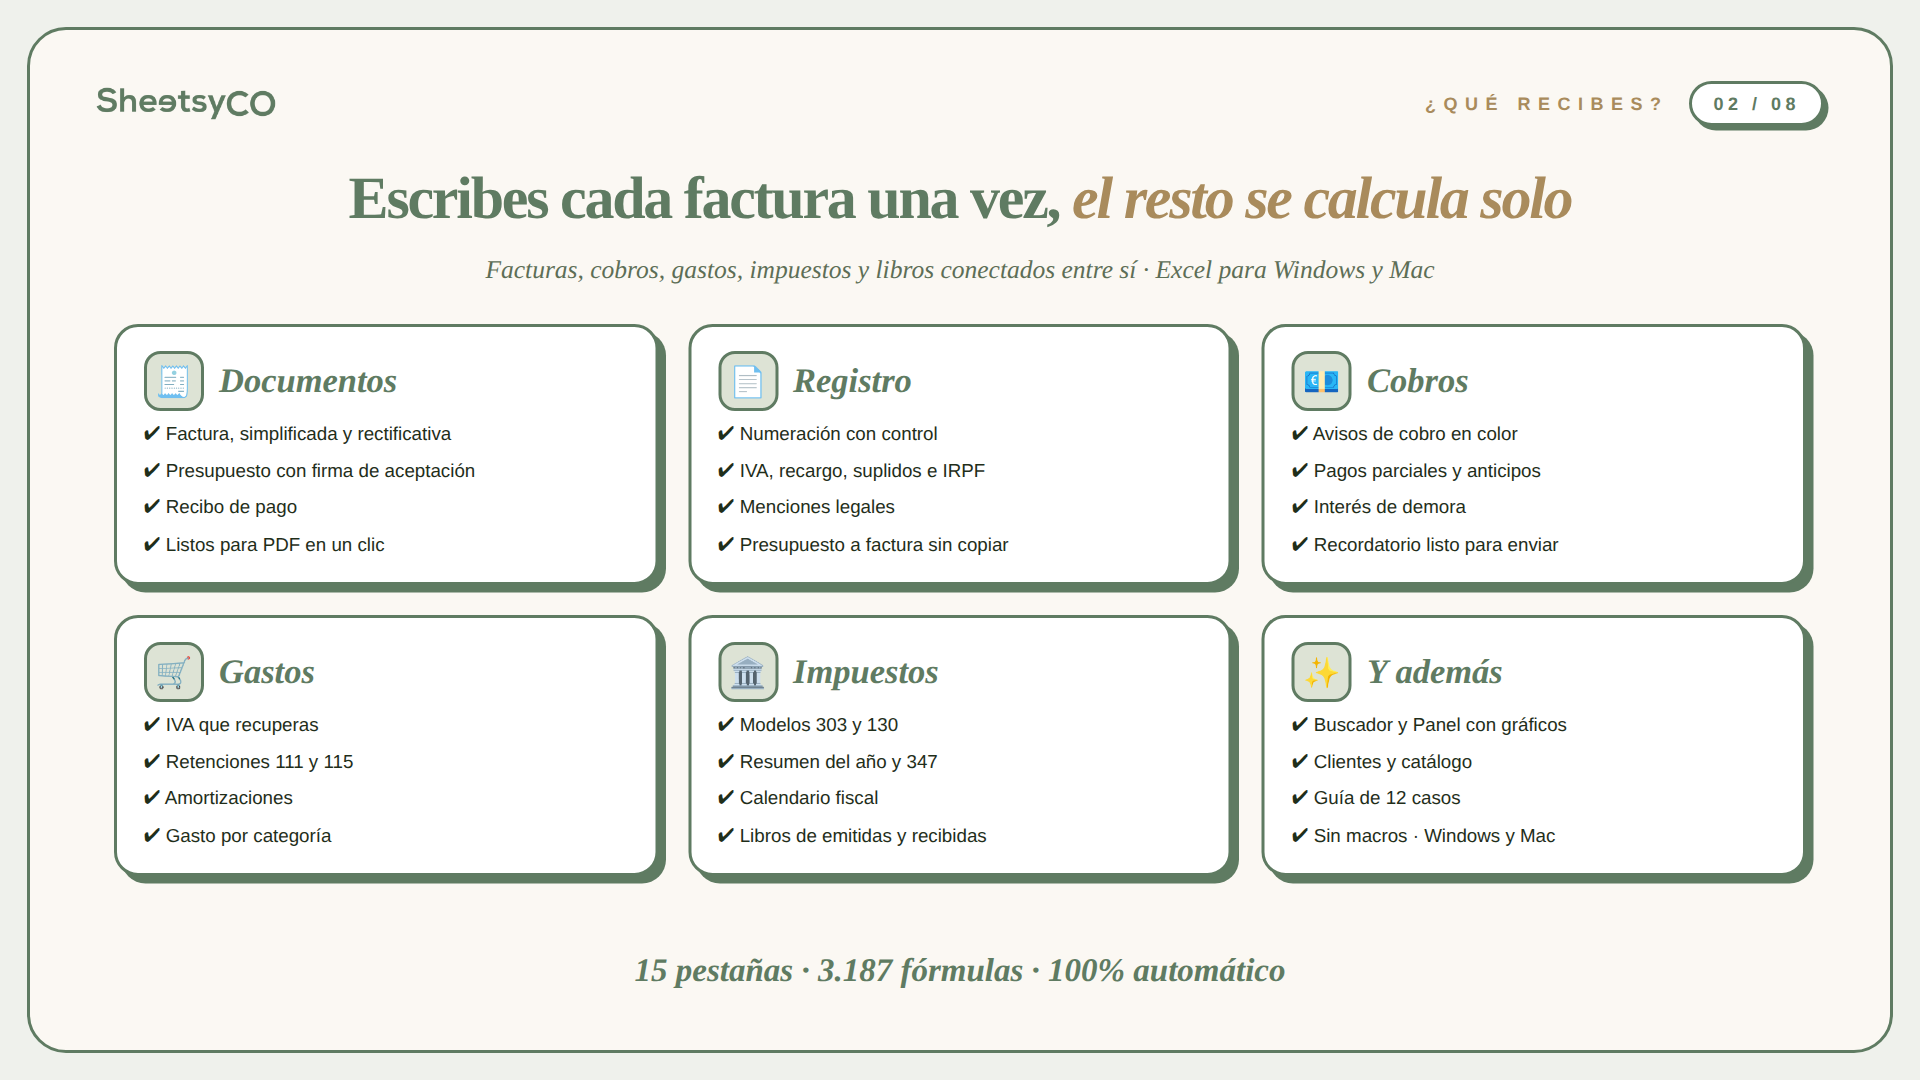 SheetsyCO
¿QUÉ RECIBES?
02 / 08
Escribes cada factura una vez, el resto se calcula solo
Facturas, cobros, gastos, impuestos y libros conectados entre sí · Excel para Windows y Mac
Documentos
✔ Factura, simplificada y rectificativa
✔ Presupuesto con firma de aceptación
✔ Recibo de pago
✔ Listos para PDF en un clic
Registro
✔ Numeración con control
✔ IVA, recargo, suplidos e IRPF
✔ Menciones legales
✔ Presupuesto a factura sin copiar
Cobros
✔ Avisos de cobro en color
✔ Pagos parciales y anticipos
✔ Interés de demora
✔ Recordatorio listo para enviar
Gastos
✔ IVA que recuperas
✔ Retenciones 111 y 115
✔ Amortizaciones
✔ Gasto por categoría
Impuestos
✔ Modelos 303 y 130
✔ Resumen del año y 347
✔ Calendario fiscal
✔ Libros de emitidas y recibidas
Y además
✔ Buscador y Panel con gráficos
✔ Clientes y catálogo
✔ Guía de 12 casos
✔ Sin macros · Windows y Mac
15 pestañas · 3.187 fórmulas · 100% automático